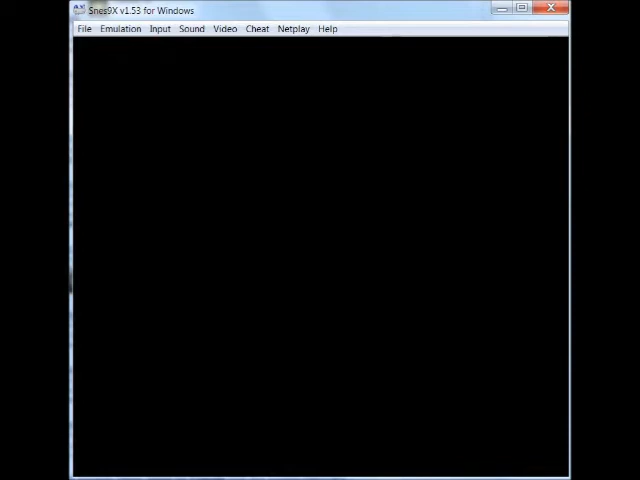 Snes9X v1.53 for Windows
File Emulation Input Sound Video Cheat Netplay Help